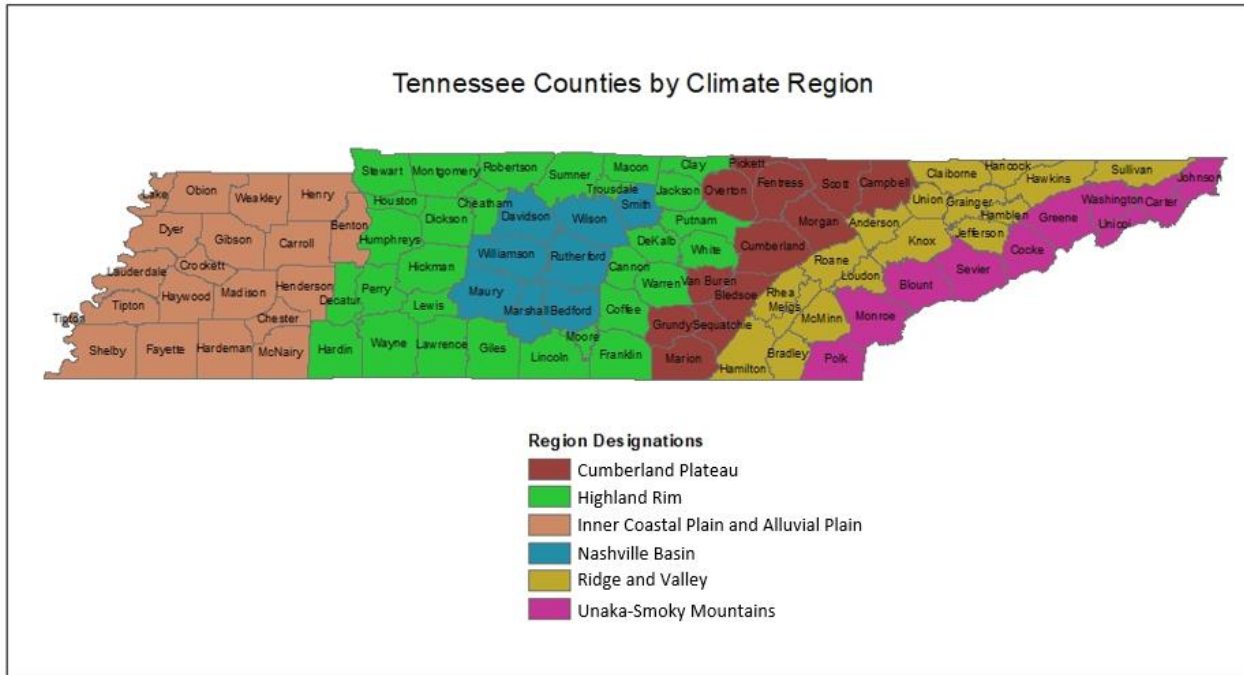 Tennessee Counties by Climate Region
Stewart
Montgomery
Robertson
Sumner
Macon
Clay
Pickett
Lake
Obion
Weakley
Henry
Houston
Cheatham
Trousdale
Smith
Jackson
Overton
Fentress
Scott
Campbell
Claiborne
Hancock
Hawkins
Sullivan
Johnson
Dyer
Gibson
Carroll
Benton
Humphreys
Dickson
Davidson
Wilson
Putnam
Morgan
Anderson
Union
Grainger
Hamblen
Greene
Washington
Carter
Unicoi
Lauderdale
Crockett
Haywood
Madison
Henderson
Decatur
Perry
Hickman
Williamson
Rutherford
DeKalb
White
Cumberland
Roane
Knox
Jefferson
Cocke
Sevier
Tipton
Tipton
Chester
Lewis
Maury
Cannon
Warren
Van Buren
Bledsoe
Rhea
Meigs
Loudon
Blount
Shelby
Fayette
Hardeman
McNairy
Hardin
Wayne
Lawrence
Giles
Marshall
Bedford
Moore
Lincoln
Coffee
Franklin
Grundy
Sequatchie
Marion
Hamilton
Bradley
McMinn
Monroe
Polk
Region Designations
Cumberland Plateau
Highland Rim
Inner Coastal Plain and Alluvial Plain
Nashville Basin
Ridge and Valley
Unaka-Smoky Mountains